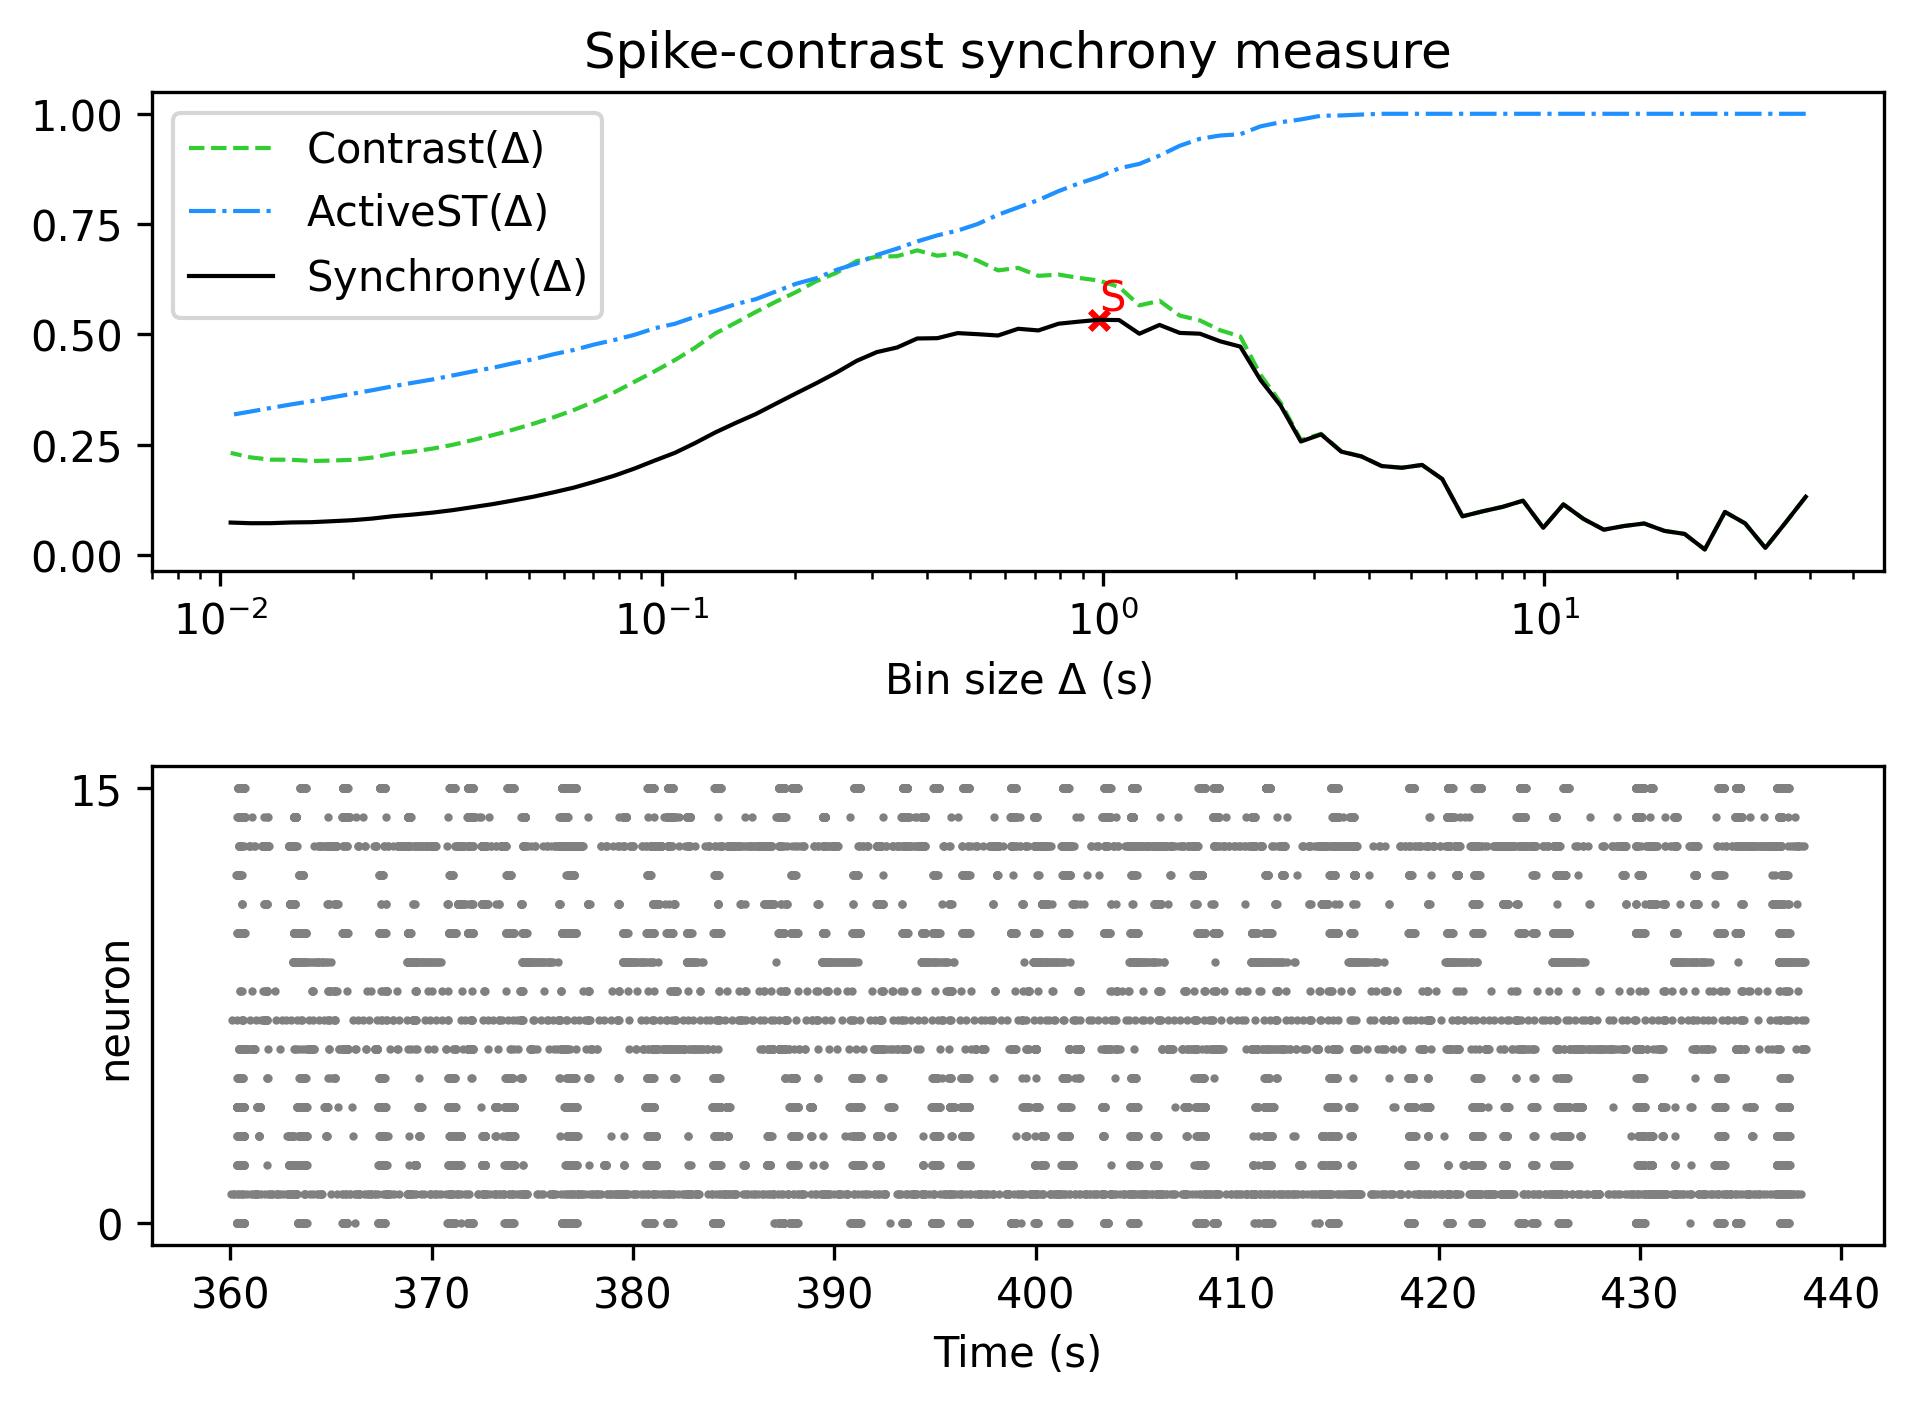 Spike-contrast synchrony measure
1.00
0.75
0.50
0.25
0.00
Contrast(Δ)
ActiveST(Δ)
Synchrony(Δ)
S
10⁻² 10⁻¹ 10⁰ 10¹
Bin size Δ (s)
15
0
neuron
360 370 380 390 400 410 420 430 440
Time (s)